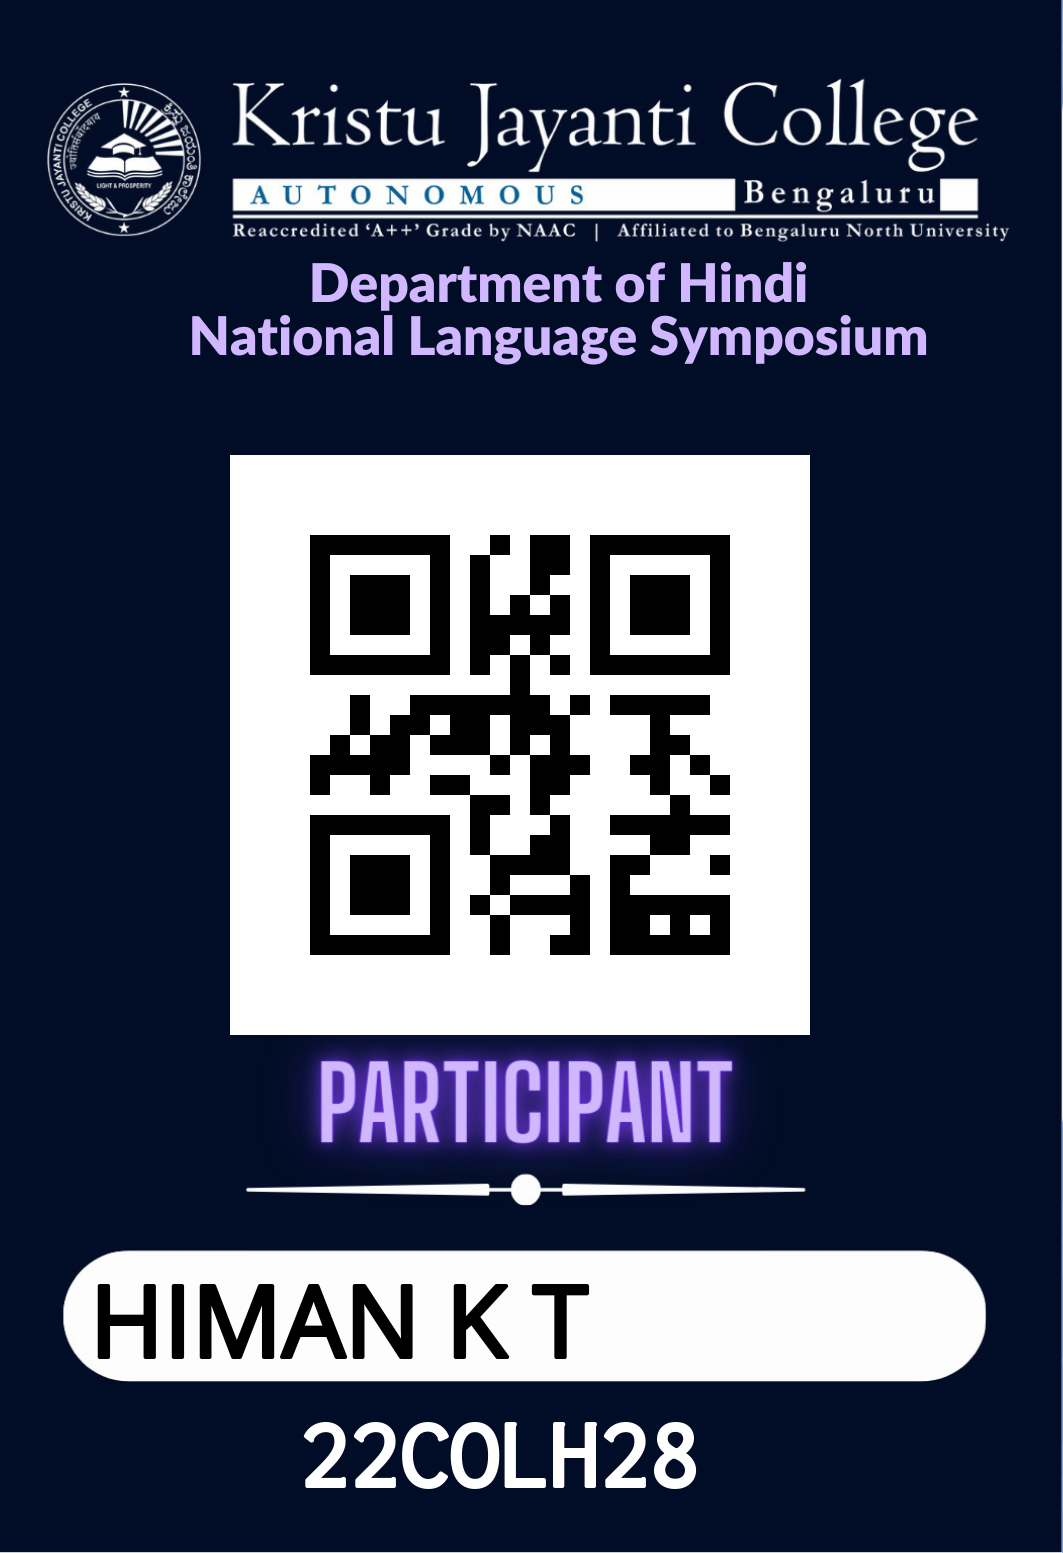 KRISTU JAYANTI COLLEGE
LIGHT & PROSPERITY
Kristu Jayanti College
AUTONOMOUS Bengaluru
Reaccredited ‘A++’ Grade by NAAC | Affiliated to Bengaluru North University
Department of Hindi
National Language Symposium
PARTICIPANT
HIMAN K T
22COLH28